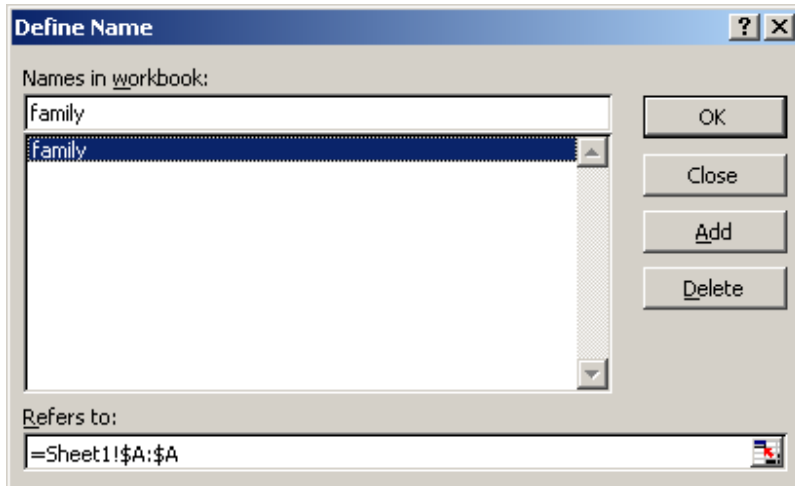 Define Name
Names in workbook:
family
family
OK
Close
Add
Delete
Refers to:
=Sheet1!$A:$A